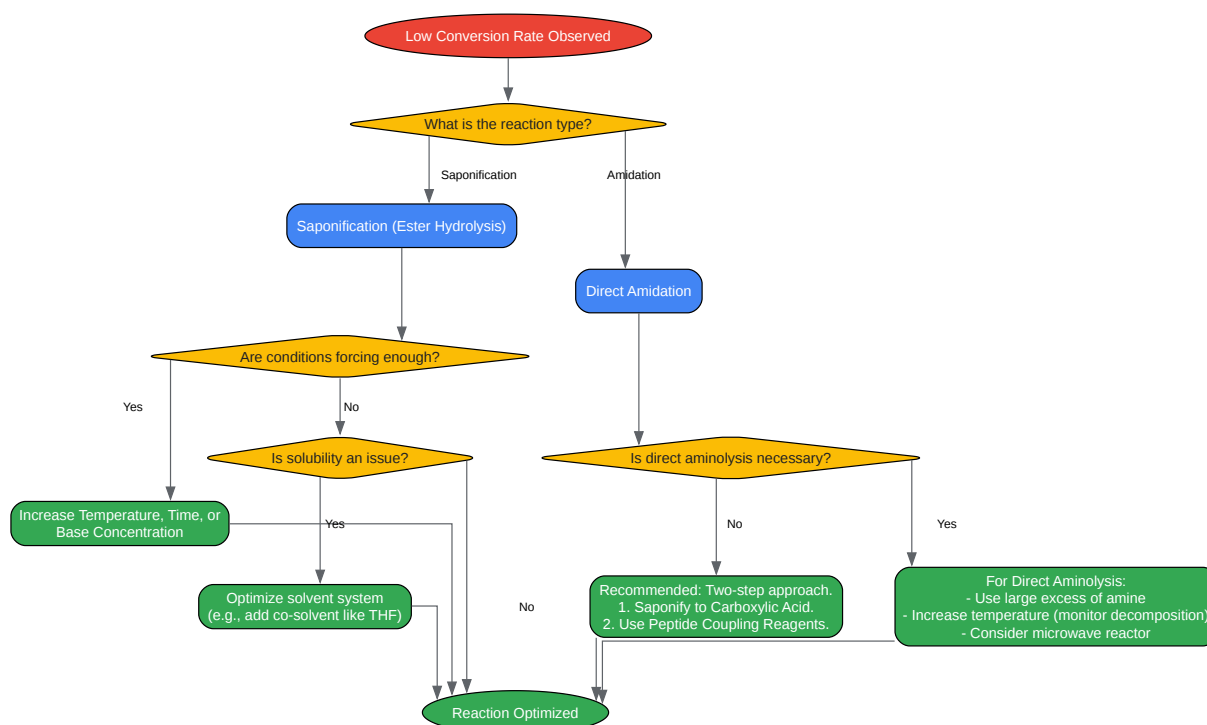 Low Conversion Rate Observed
What is the reaction type?
Saponification
Amidation
Saponification (Ester Hydrolysis)
Direct Amidation
Are conditions forcing enough?
Yes
No
Is solubility an issue?
Is direct aminolysis necessary?
Increase Temperature, Time, or
Base Concentration
Yes
No
Yes
Optimize solvent system
(e.g., add co-solvent like THF)
No
Recommended: Two-step approach.
1. Saponify to Carboxylic Acid.
2. Use Peptide Coupling Reagents.
For Direct Aminolysis:
- Use large excess of amine
- Increase temperature (monitor decomposition)
- Consider microwave reactor
Reaction Optimized